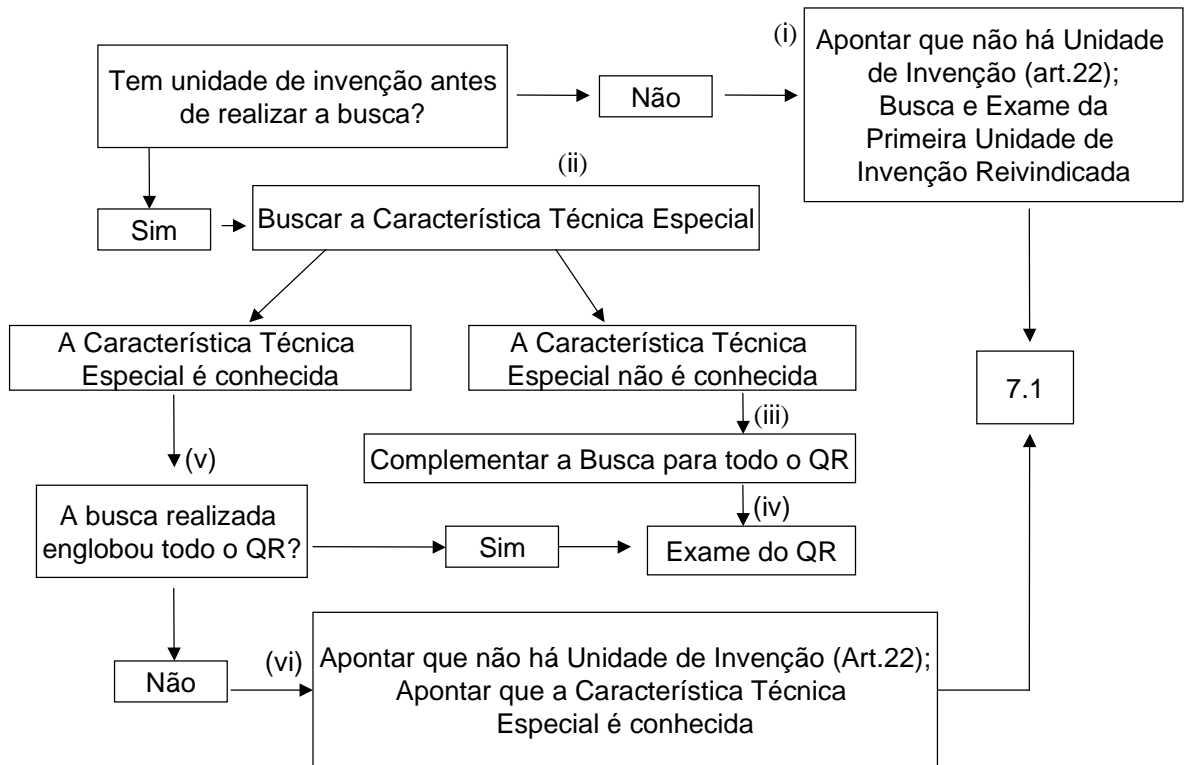 Tem unidade de invenção antes
de realizar a busca?
Não
(i)
Apontar que não há Unidade
de Invenção (art.22);
Busca e Exame da
Primeira Unidade de
Invenção Reivindicada
Sim
(ii)
Buscar a Característica Técnica Especial
A Característica Técnica
Especial é conhecida
A Característica Técnica
Especial não é conhecida
7.1
(iii)
Complementar a Busca para todo o QR
(iv)
Exame do QR
(v)
A busca realizada
englobou todo o QR?
Sim
Não
(vi)
Apontar que não há Unidade de Invenção (Art.22);
Apontar que a Característica Técnica
Especial é conhecida